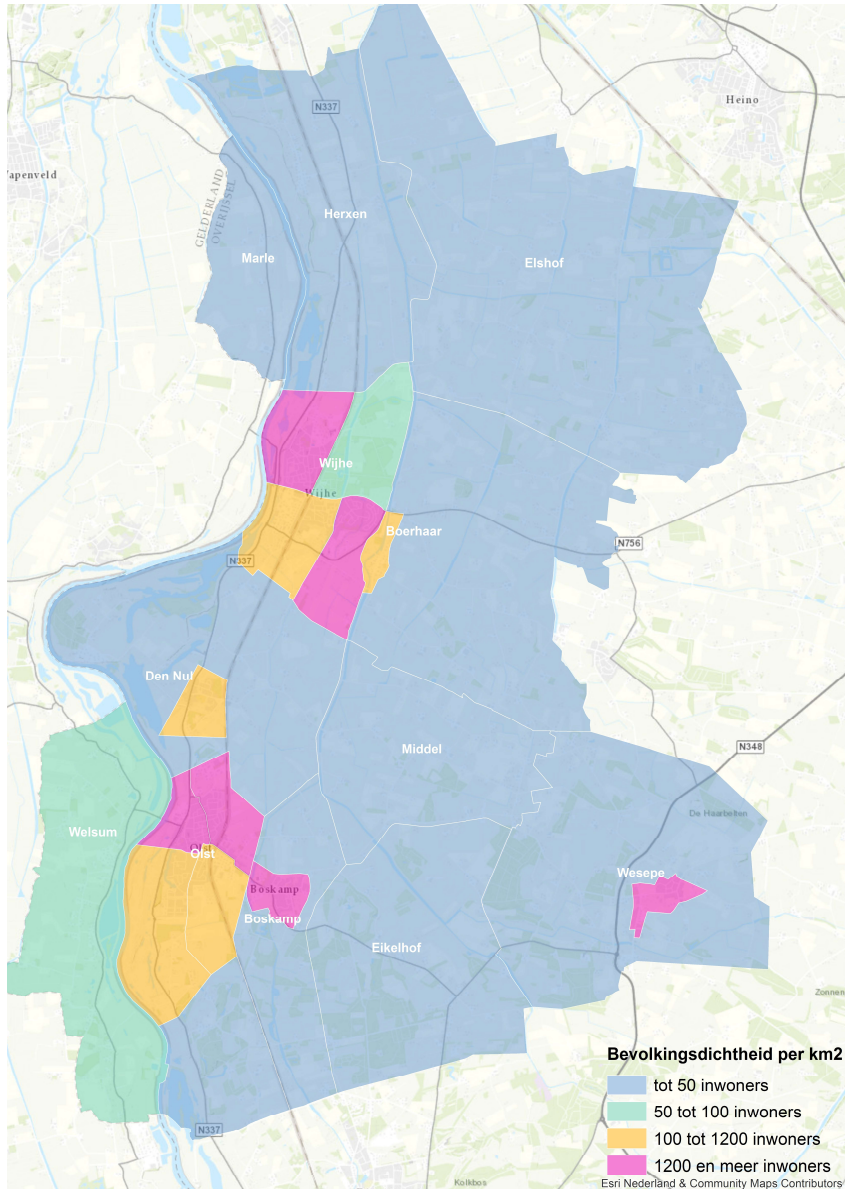 Heino
N337
apenveld
GELDERLAND
OVERIJSSEL
Herxen
Marle
Elshof
Wijhe
Wijhe
Boerhaar
N756
N337
Den Nul
Middel
N348
De Haarbelten
Welsum
Olst
Olst
Wesepe
Boskamp
Boskamp
Eikelhof
Zonnen
Bevolkingsdichtheid per km2
tot 50 inwoners
50 tot 100 inwoners
100 tot 1200 inwoners
1200 en meer inwoners
N337
Kolkbos
Esri Nederland & Community Maps Contributors